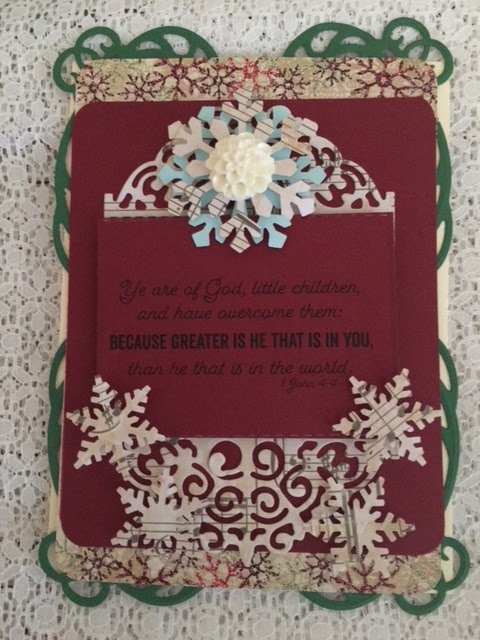 Ye are of God, little children,
and have overcome them:
BECAUSE GREATER IS HE THAT IS IN YOU,
than he that is in the world.
1 John 4:4